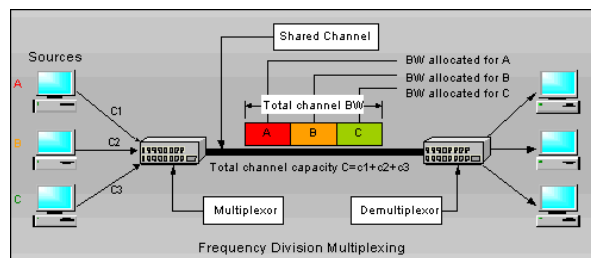 Shared Channel
Sources
BW allocated for A
BW allocated for B
BW allocated for C
A
C1
Total channel BW
B
C2
A B C
C
C3
Total channel capacity C=c1+c2+c3
Multiplexor
Demultiplexor
Frequency Division Multiplexing